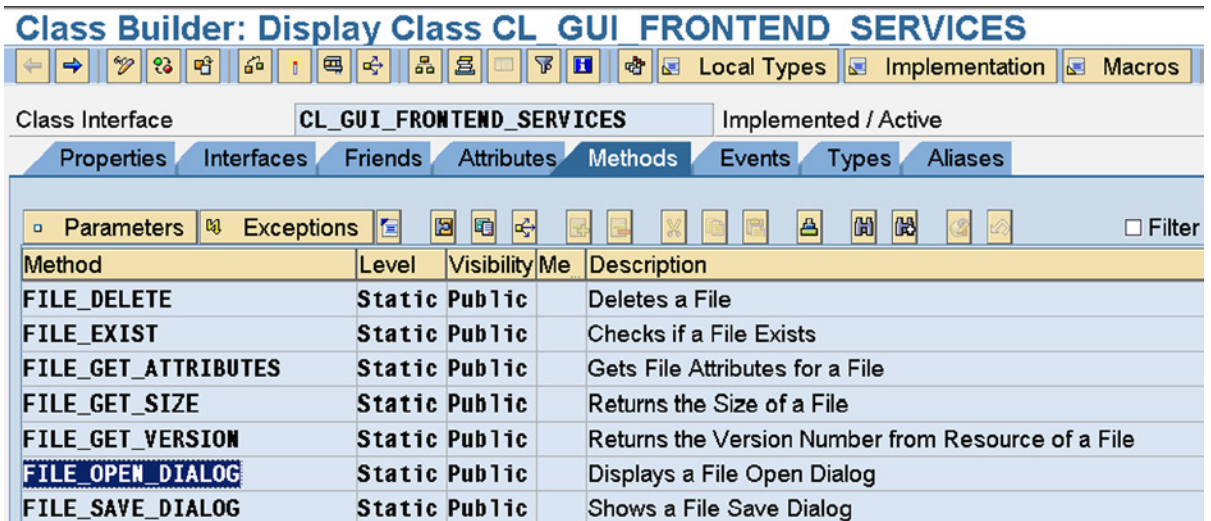 Class Builder: Display Class CL_GUI_FRONTEND_SERVICES
Local Types Implementation Macros
Class Interface CL_GUI_FRONTEND_SERVICES Implemented / Active
Properties Interfaces Friends Attributes Methods Events Types Aliases
Parameters Exceptions Filter
Method Level Visibility Me... Description
FILE_DELETE Static Public Deletes a File
FILE_EXIST Static Public Checks if a File Exists
FILE_GET_ATTRIBUTES Static Public Gets File Attributes for a File
FILE_GET_SIZE Static Public Returns the Size of a File
FILE_GET_VERSION Static Public Returns the Version Number from Resource of a File
FILE_OPEN_DIALOG Static Public Displays a File Open Dialog
FILE_SAVE_DIALOG Static Public Shows a File Save Dialog